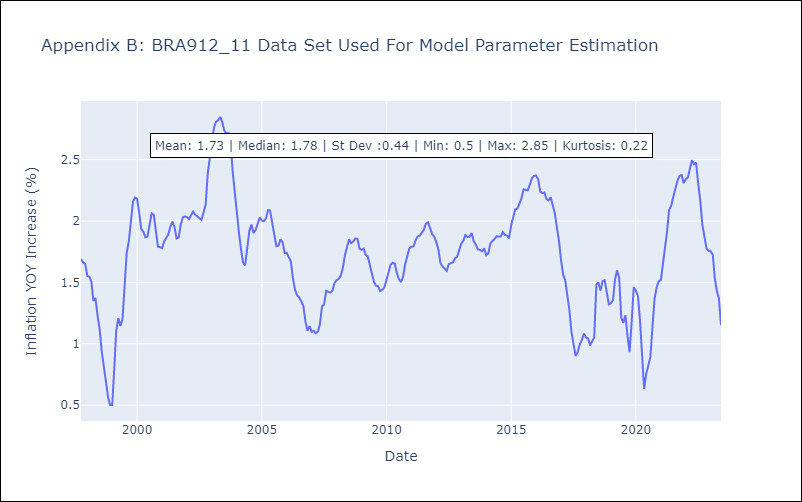 Appendix B: BRA912_11 Data Set Used For Model Parameter Estimation
Mean: 1.73 | Median: 1.78 | St Dev :0.44 | Min: 0.5 | Max: 2.85 | Kurtosis: 0.22
Inflation YOY Increase (%)
2.5
2
1.5
1
0.5
2000
2005
2010
2015
2020
Date